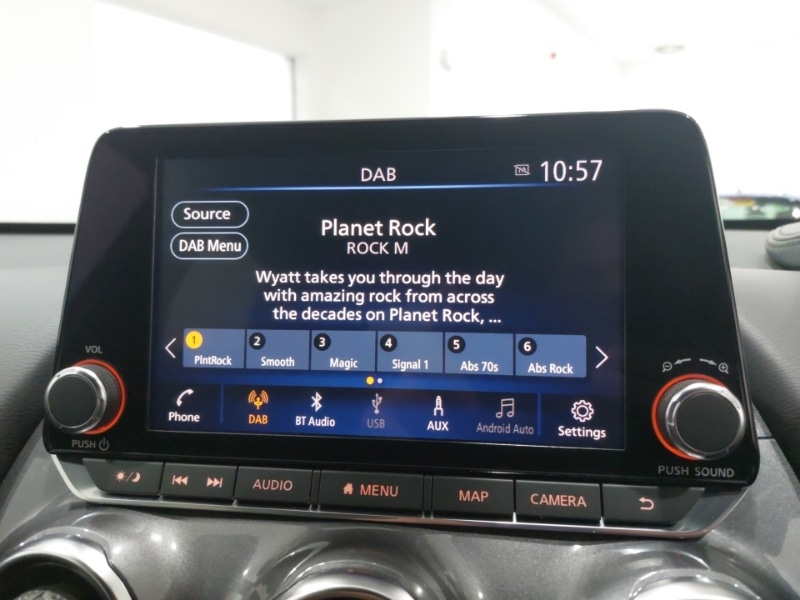 DAB
10:57
Source
DAB Menu
Planet Rock
ROCK M
Wyatt takes you through the day
with amazing rock from across
the decades on Planet Rock, ...
1 PlntRock
2 Smooth
3 Magic
4 Signal 1
5 Abs 70s
6 Abs Rock
Phone
DAB
BT Audio
USB
AUX
Android Auto
Settings
VOL
PUSH
PUSH SOUND
AUDIO
MENU
MAP
CAMERA